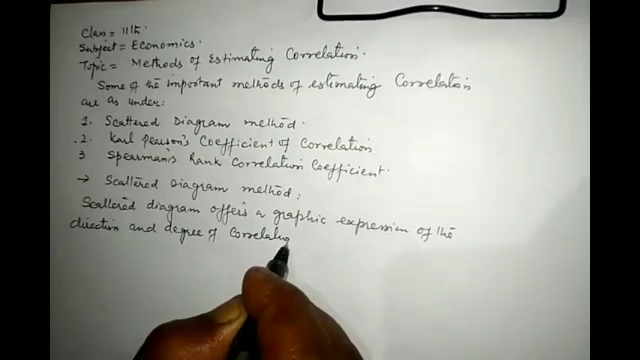 Class = 11th.
Subject = Economics.
Topic = Methods of Estimating Correlation.
Some of the important methods of estimating Correlation
are as under:
1. Scattered Diagram method.
2. Karl Pearson's Coefficient of Correlation
3 Spearman's Rank Correlation Coefficient.
→ Scattered Diagram method:
Scattered diagram offers a graphic expression of the
direction and degree of Correlatio